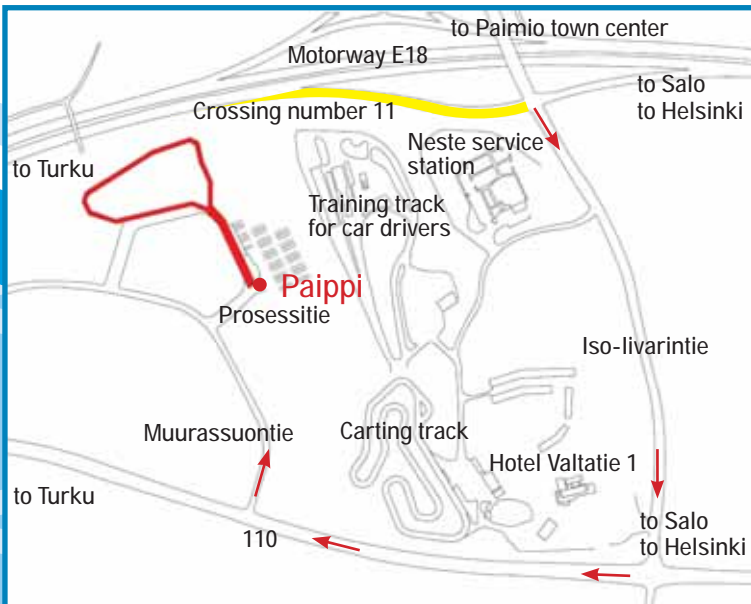 to Paimio town center
Motorway E18
to Salo
to Helsinki
Crossing number 11
Neste service
station
to Turku
Training track
for car drivers
Paippi
Prosessitie
Iso-Iivarintie
Muurassuontie
Carting track
Hotel Valtatie 1
to Turku
to Salo
to Helsinki
110